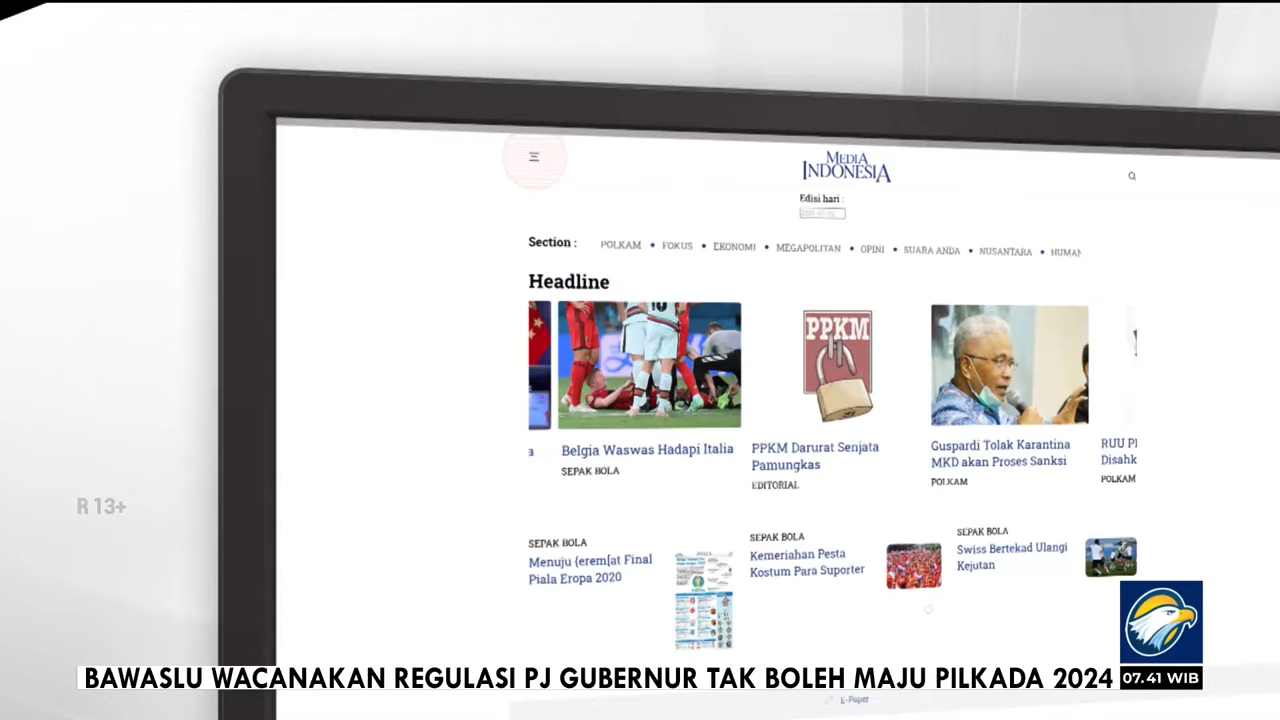 MEDIA
INDONESIA
Edisi hari :
Section :
POLKAM • FOKUS • EKONOMI • MEGAPOLITAN • OPINI • SUARA ANDA • NUSANTARA • HUMAN
Headline
PPKM
a
Belgia Waswas Hadapi Italia
SEPAK BOLA
PPKM Darurat Senjata
Pamungkas
EDITORIAL
Guspardi Tolak Karantina
MKD akan Proses Sanksi
POLKAM
RUU P
Disahk
POLKAM
R 13+
SEPAK BOLA
Menuju {erem[at Final
Piala Eropa 2020
SEPAK BOLA
Kemeriahan Pesta
Kostum Para Suporter
SEPAK BOLA
Swiss Bertekad Ulangi
Kejutan
BAWASLU WACANAKAN REGULASI PJ GUBERNUR TAK BOLEH MAJU PILKADA 2024
07.41 WIB
E-Paper